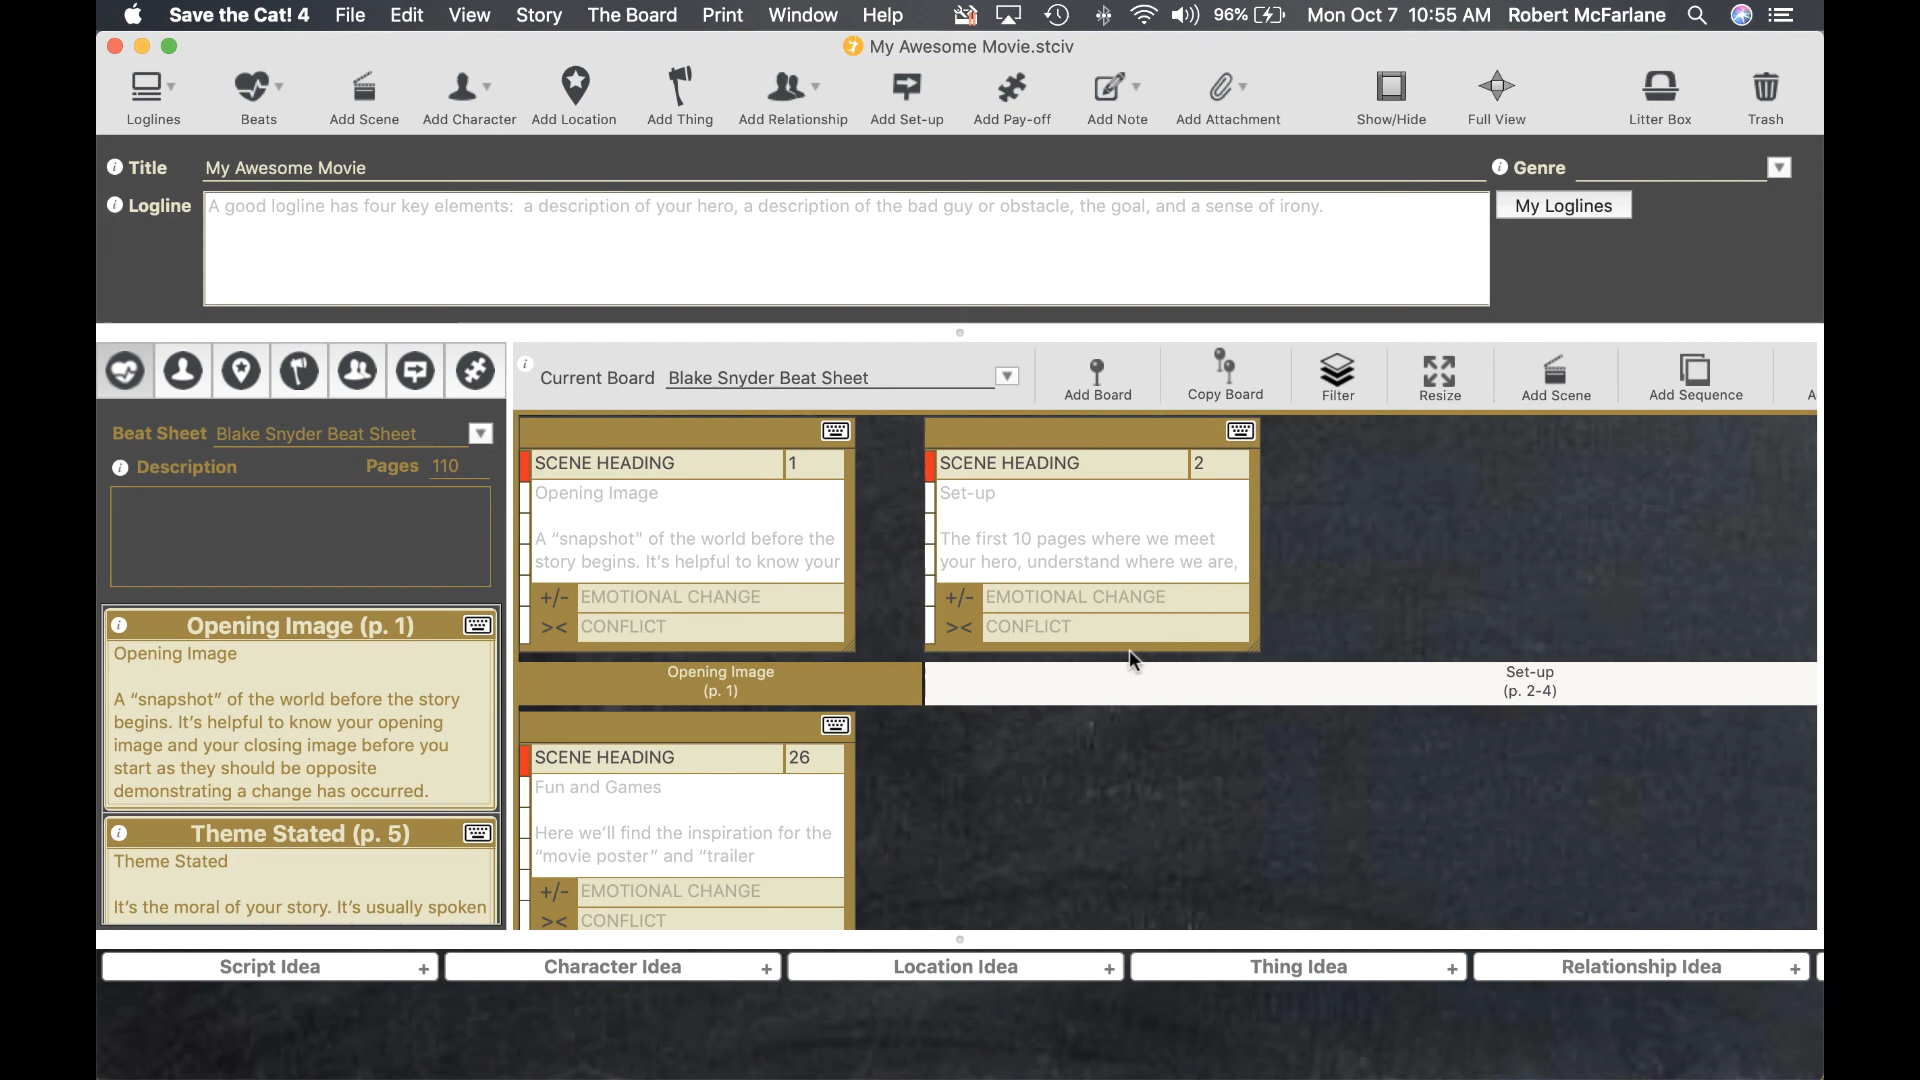 Save the Cat! 4 File Edit View Story The Board Print Window Help 96% Mon Oct 7 10:55 AM Robert McFarlane
My Awesome Movie.stciv
Loglines Beats Add Scene Add Character Add Location Add Thing Add Relationship Add Set-up Add Pay-off Add Note Add Attachment Show/Hide Full View Litter Box Trash
Title My Awesome Movie Genre
Logline A good logline has four key elements: a description of your hero, a description of the bad guy or obstacle, the goal, and a sense of irony. My Loglines
Current Board Blake Snyder Beat Sheet Add Board Copy Board Filter Resize Add Scene Add Sequence A
Beat Sheet Blake Snyder Beat Sheet
Description Pages 110
Opening Image (p. 1)
Opening Image
A “snapshot” of the world before the story
begins. It’s helpful to know your opening
image and your closing image before you
start as they should be opposite
demonstrating a change has occurred.
Theme Stated (p. 5)
Theme Stated
It’s the moral of your story. It’s usually spoken
SCENE HEADING 1
Opening Image
A “snapshot” of the world before the
story begins. It’s helpful to know your
+/- EMOTIONAL CHANGE
>< CONFLICT
SCENE HEADING 2
Set-up
The first 10 pages where we meet
your hero, understand where we are,
+/- EMOTIONAL CHANGE
>< CONFLICT
Opening Image
(p. 1)
Set-up
(p. 2-4)
SCENE HEADING 26
Fun and Games
Here we’ll find the inspiration for the
“movie poster” and “trailer
+/- EMOTIONAL CHANGE
>< CONFLICT
Script Idea + Character Idea + Location Idea + Thing Idea + Relationship Idea +